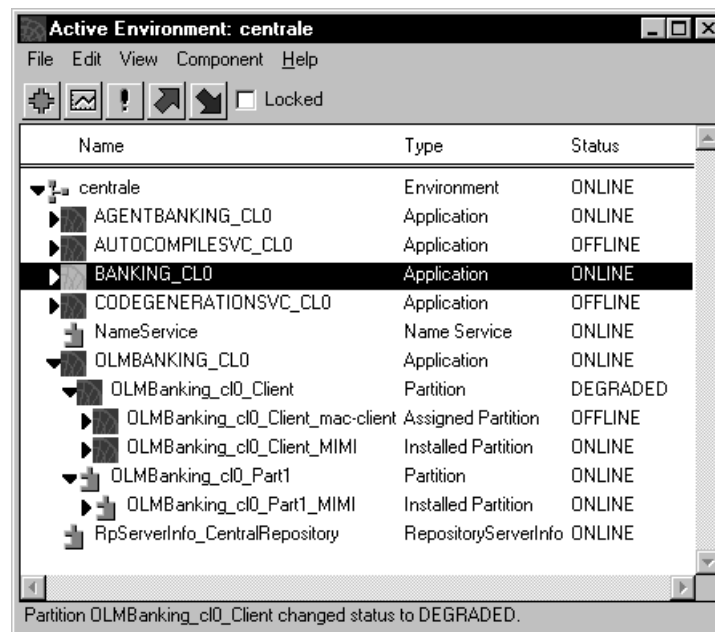 Active Environment: centrale
File Edit View Component Help
Locked
Name Type Status
centrale Environment ONLINE
AGENTBANKING_CL0 Application ONLINE
AUTOCOMPILESVC_CL0 Application OFFLINE
BANKING_CL0 Application ONLINE
CODEGENERATIONSVC_CL0 Application OFFLINE
NameService Name Service ONLINE
OLMBANKING_CL0 Application ONLINE
OLMBanking_cl0_Client Partition DEGRADED
OLMBanking_cl0_Client_mac-client Assigned Partition OFFLINE
OLMBanking_cl0_Client_MIMI Installed Partition ONLINE
OLMBanking_cl0_Part1 Partition ONLINE
OLMBanking_cl0_Part1_MIMI Installed Partition ONLINE
RpServerInfo_CentralRepository RepositoryServerInfo ONLINE
Partition OLMBanking_cl0_Client changed status to DEGRADED.